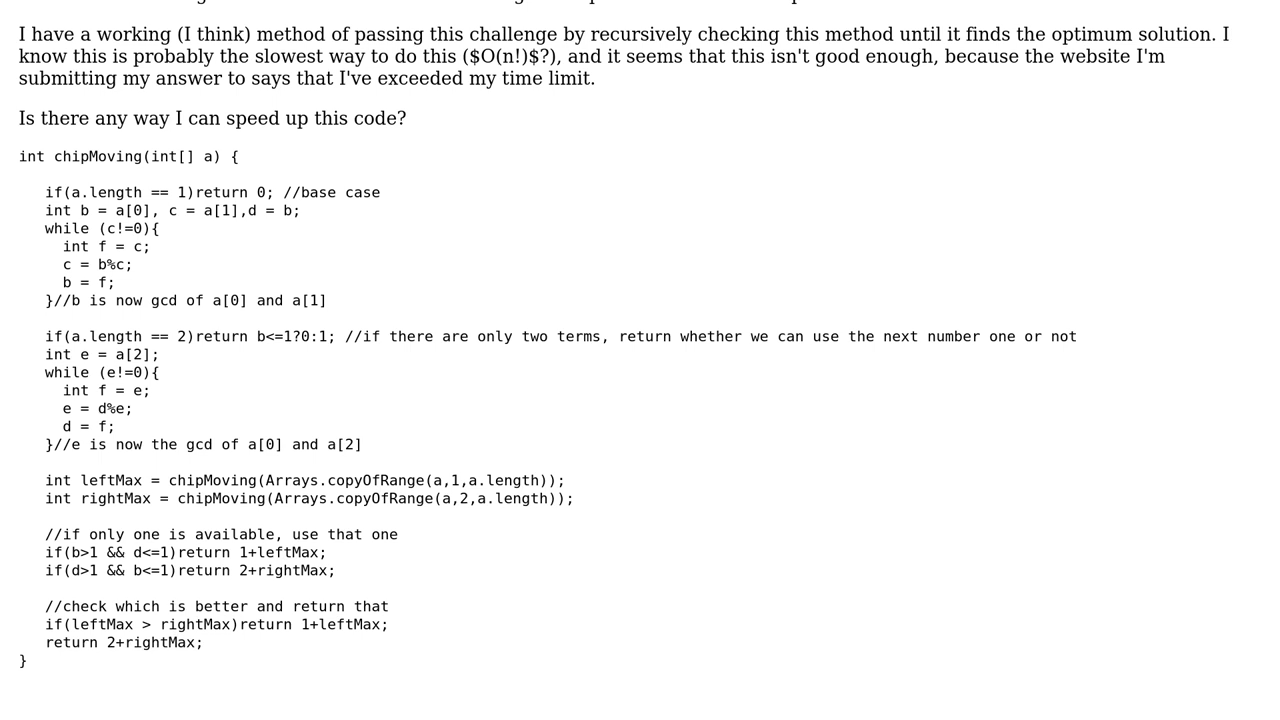 I have a working (I think) method of passing this challenge by recursively checking this method until it finds the optimum solution. I
know this is probably the slowest way to do this ($O(n!)$?), and it seems that this isn't good enough, because the website I'm
submitting my answer to says that I've exceeded my time limit.
Is there any way I can speed up this code?
int chipMoving(int[] a) {
if(a.length == 1)return 0; //base case
int b = a[0], c = a[1],d = b;
while (c!=0){
int f = c;
c = b%c;
b = f;
}//b is now gcd of a[0] and a[1]
if(a.length == 2)return b<=1?0:1; //if there are only two terms, return whether we can use the next number one or not
int e = a[2];
while (e!=0){
int f = e;
e = d%e;
d = f;
}//e is now the gcd of a[0] and a[2]
int leftMax = chipMoving(Arrays.copyOfRange(a,1,a.length));
int rightMax = chipMoving(Arrays.copyOfRange(a,2,a.length));
//if only one is available, use that one
if(b>1 && d<=1)return 1+leftMax;
if(d>1 && b<=1)return 2+rightMax;
//check which is better and return that
if(leftMax > rightMax)return 1+leftMax;
return 2+rightMax;
}